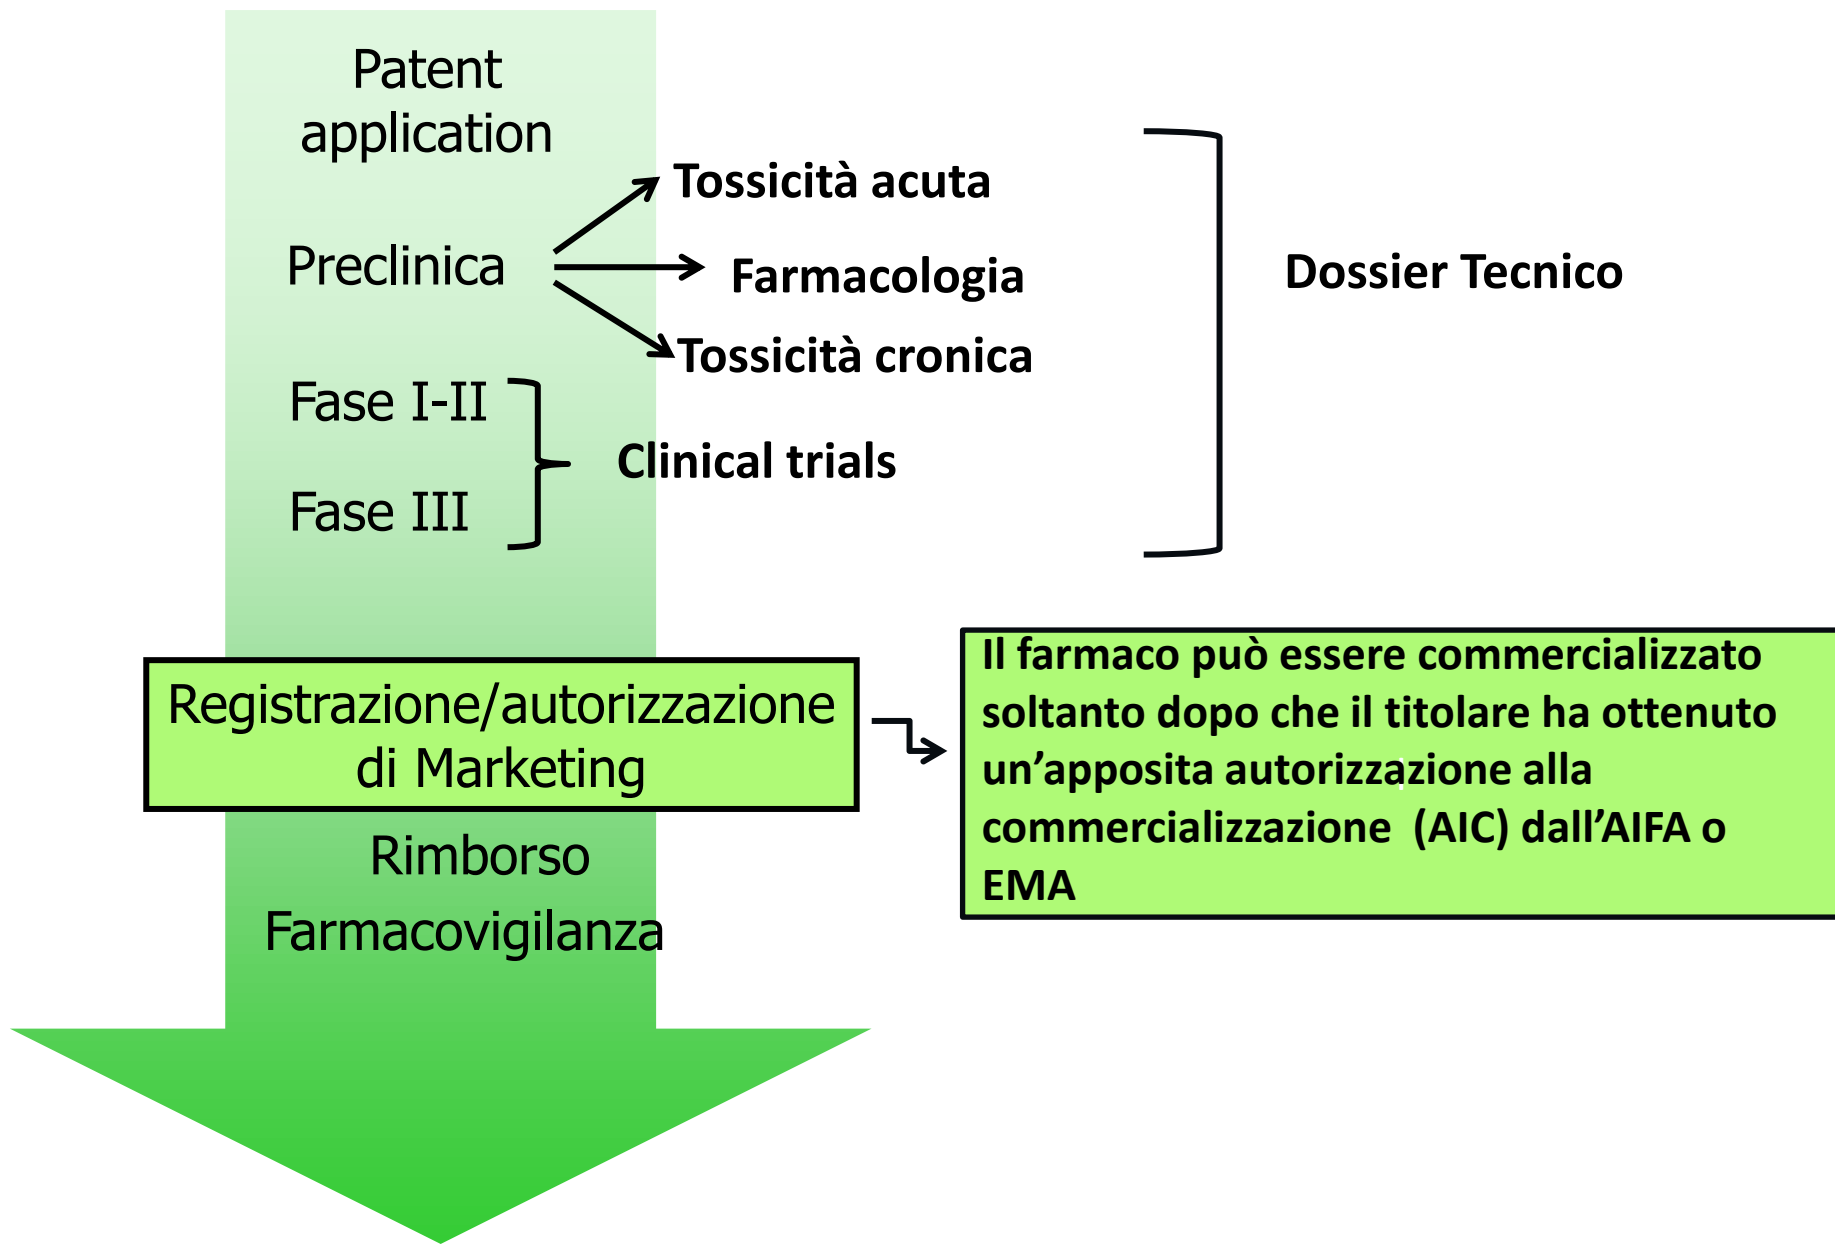 Patent
application
Tossicità acuta
Preclinica
Farmacologia
Dossier Tecnico
Tossicità cronica
Fase I-II
Clinical trials
Fase III
Registrazione/autorizzazione
di Marketing
Il farmaco può essere commercializzato
soltanto dopo che il titolare ha ottenuto
un’apposita autorizzazione alla
commercializzazione  (AIC) dall’AIFA o
EMA
Rimborso
Farmacovigilanza